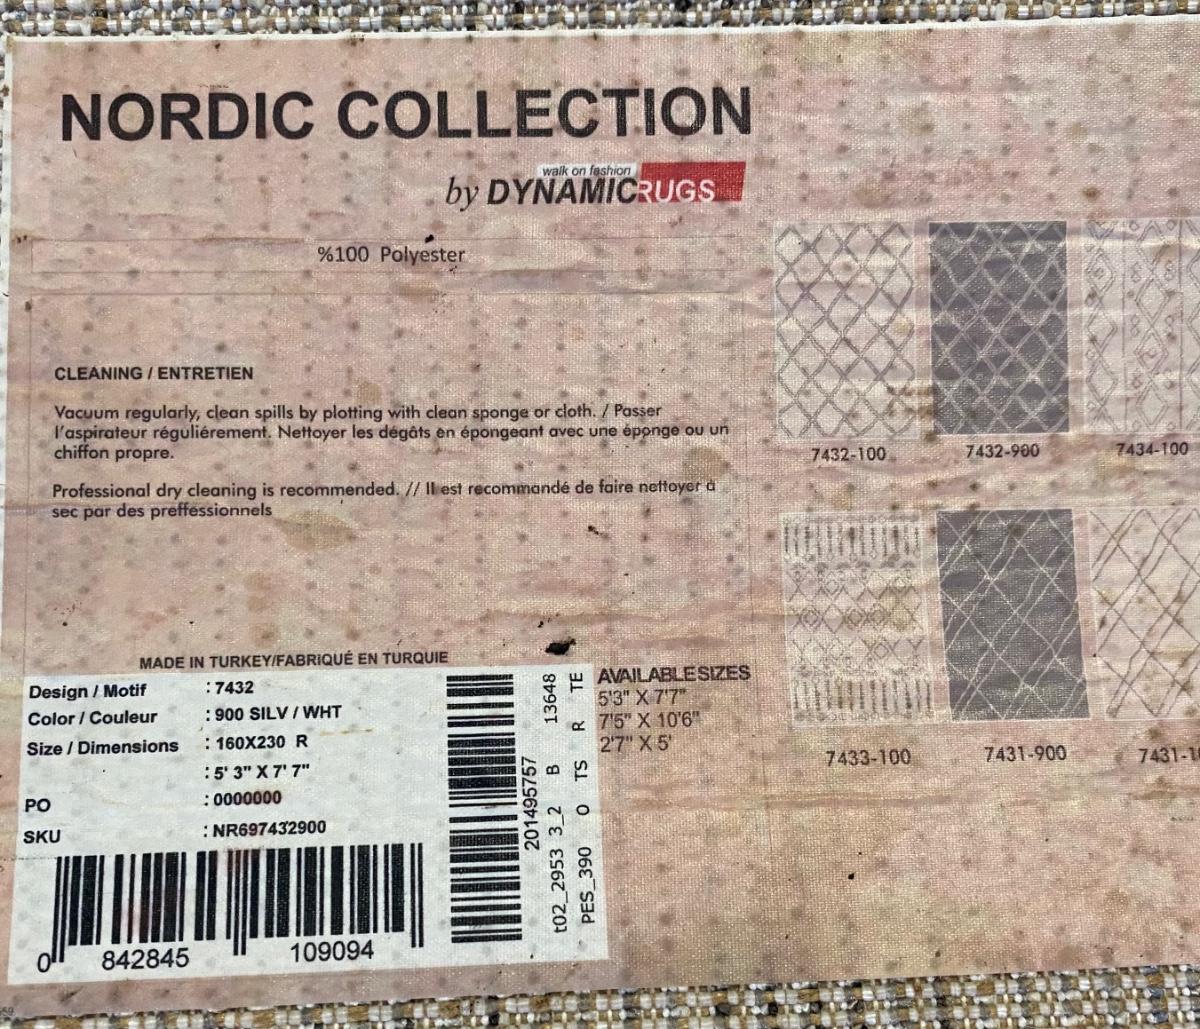 NORDIC COLLECTION
walk on fashion
by DYNAMICRUGS
%100 Polyester
CLEANING / ENTRETIEN
Vacuum regularly, clean spills by plotting with clean sponge or cloth. / Passer
l'aspirateur réguliérement. Nettoyer les dégâts en épongeant avec une éponge ou un
chiffon propre.
Professional dry cleaning is recommended. // Il est recommandé de faire nettoyer à
sec par des preffessionnels
7432-100
7432-900
7434-100
7433-100
7431-900
7431-1
MADE IN TURKEY/FABRiQUÉ EN TURQUIE
Design / Motif : 7432
Color / Couleur : 900 SILV / WHT
Size / Dimensions : 160X230 R
: 5' 3" X 7' 7"
PO : 0000000
SKU : NR697432900
0 842845 109094
201495757
t02_2953 3_2 B 13648
PES_390 O TS R TE
AVAILABLE SIZES
5'3" X 7'7"
7'5" X 10'6"
2'7" X 5'